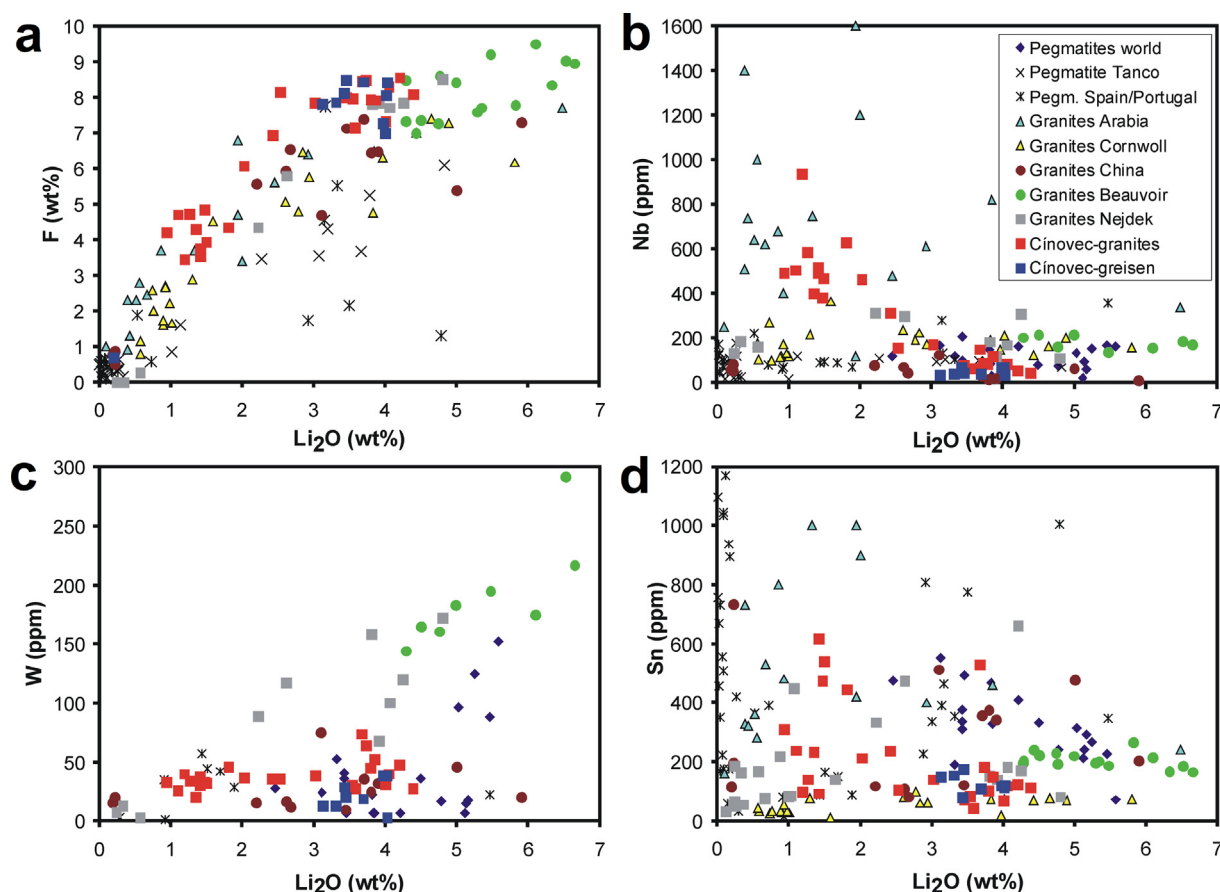 a
F (wt%)
10
9
8
7
6
5
4
3
2
1
0
0 1 2 3 4 5 6 7
Li2O (wt%)
b
Nb (ppm)
1600
1400
1200
1000
800
600
400
200
0
0 1 2 3 4 5 6 7
Li2O (wt%)
Pegmatites world
Pegmatite Tanco
Pegm. Spain/Portugal
Granites Arabia
Granites Cornwoll
Granites China
Granites Beauvoir
Granites Nejdek
Cínovec-granites
Cínovec-greisen
c
W (ppm)
300
250
200
150
100
50
0
0 1 2 3 4 5 6 7
Li2O (wt%)
d
Sn (ppm)
1200
1000
800
600
400
200
0
0 1 2 3 4 5 6 7
Li2O (wt%)